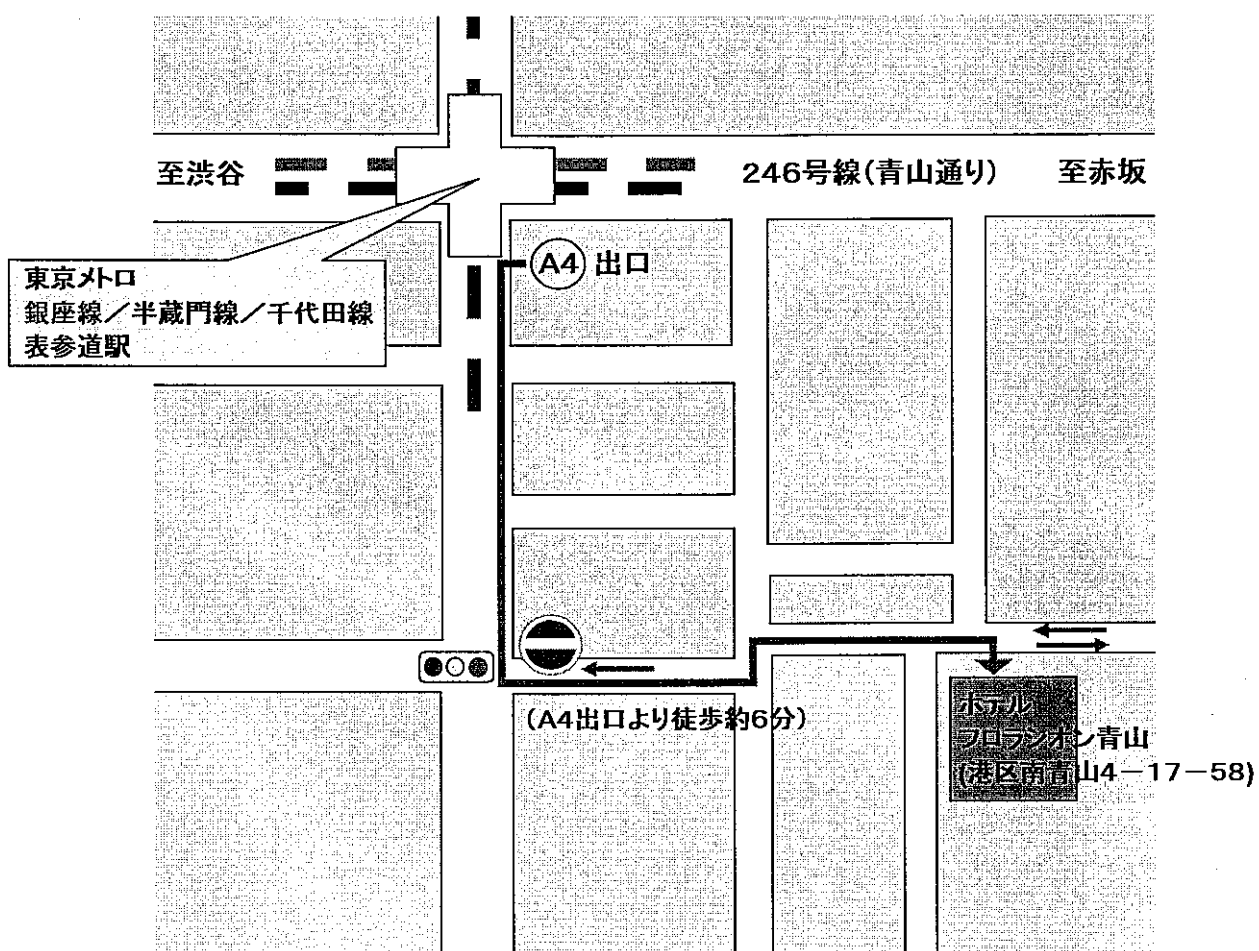 至渋谷
246号線(青山通り)
至赤坂
東京メトロ
銀座線／半蔵門線／千代田線
表参道駅
A4 出口
(A4出口より徒歩約6分)
ホテル
フロラシオン青山
(港区南青山4－17－58)